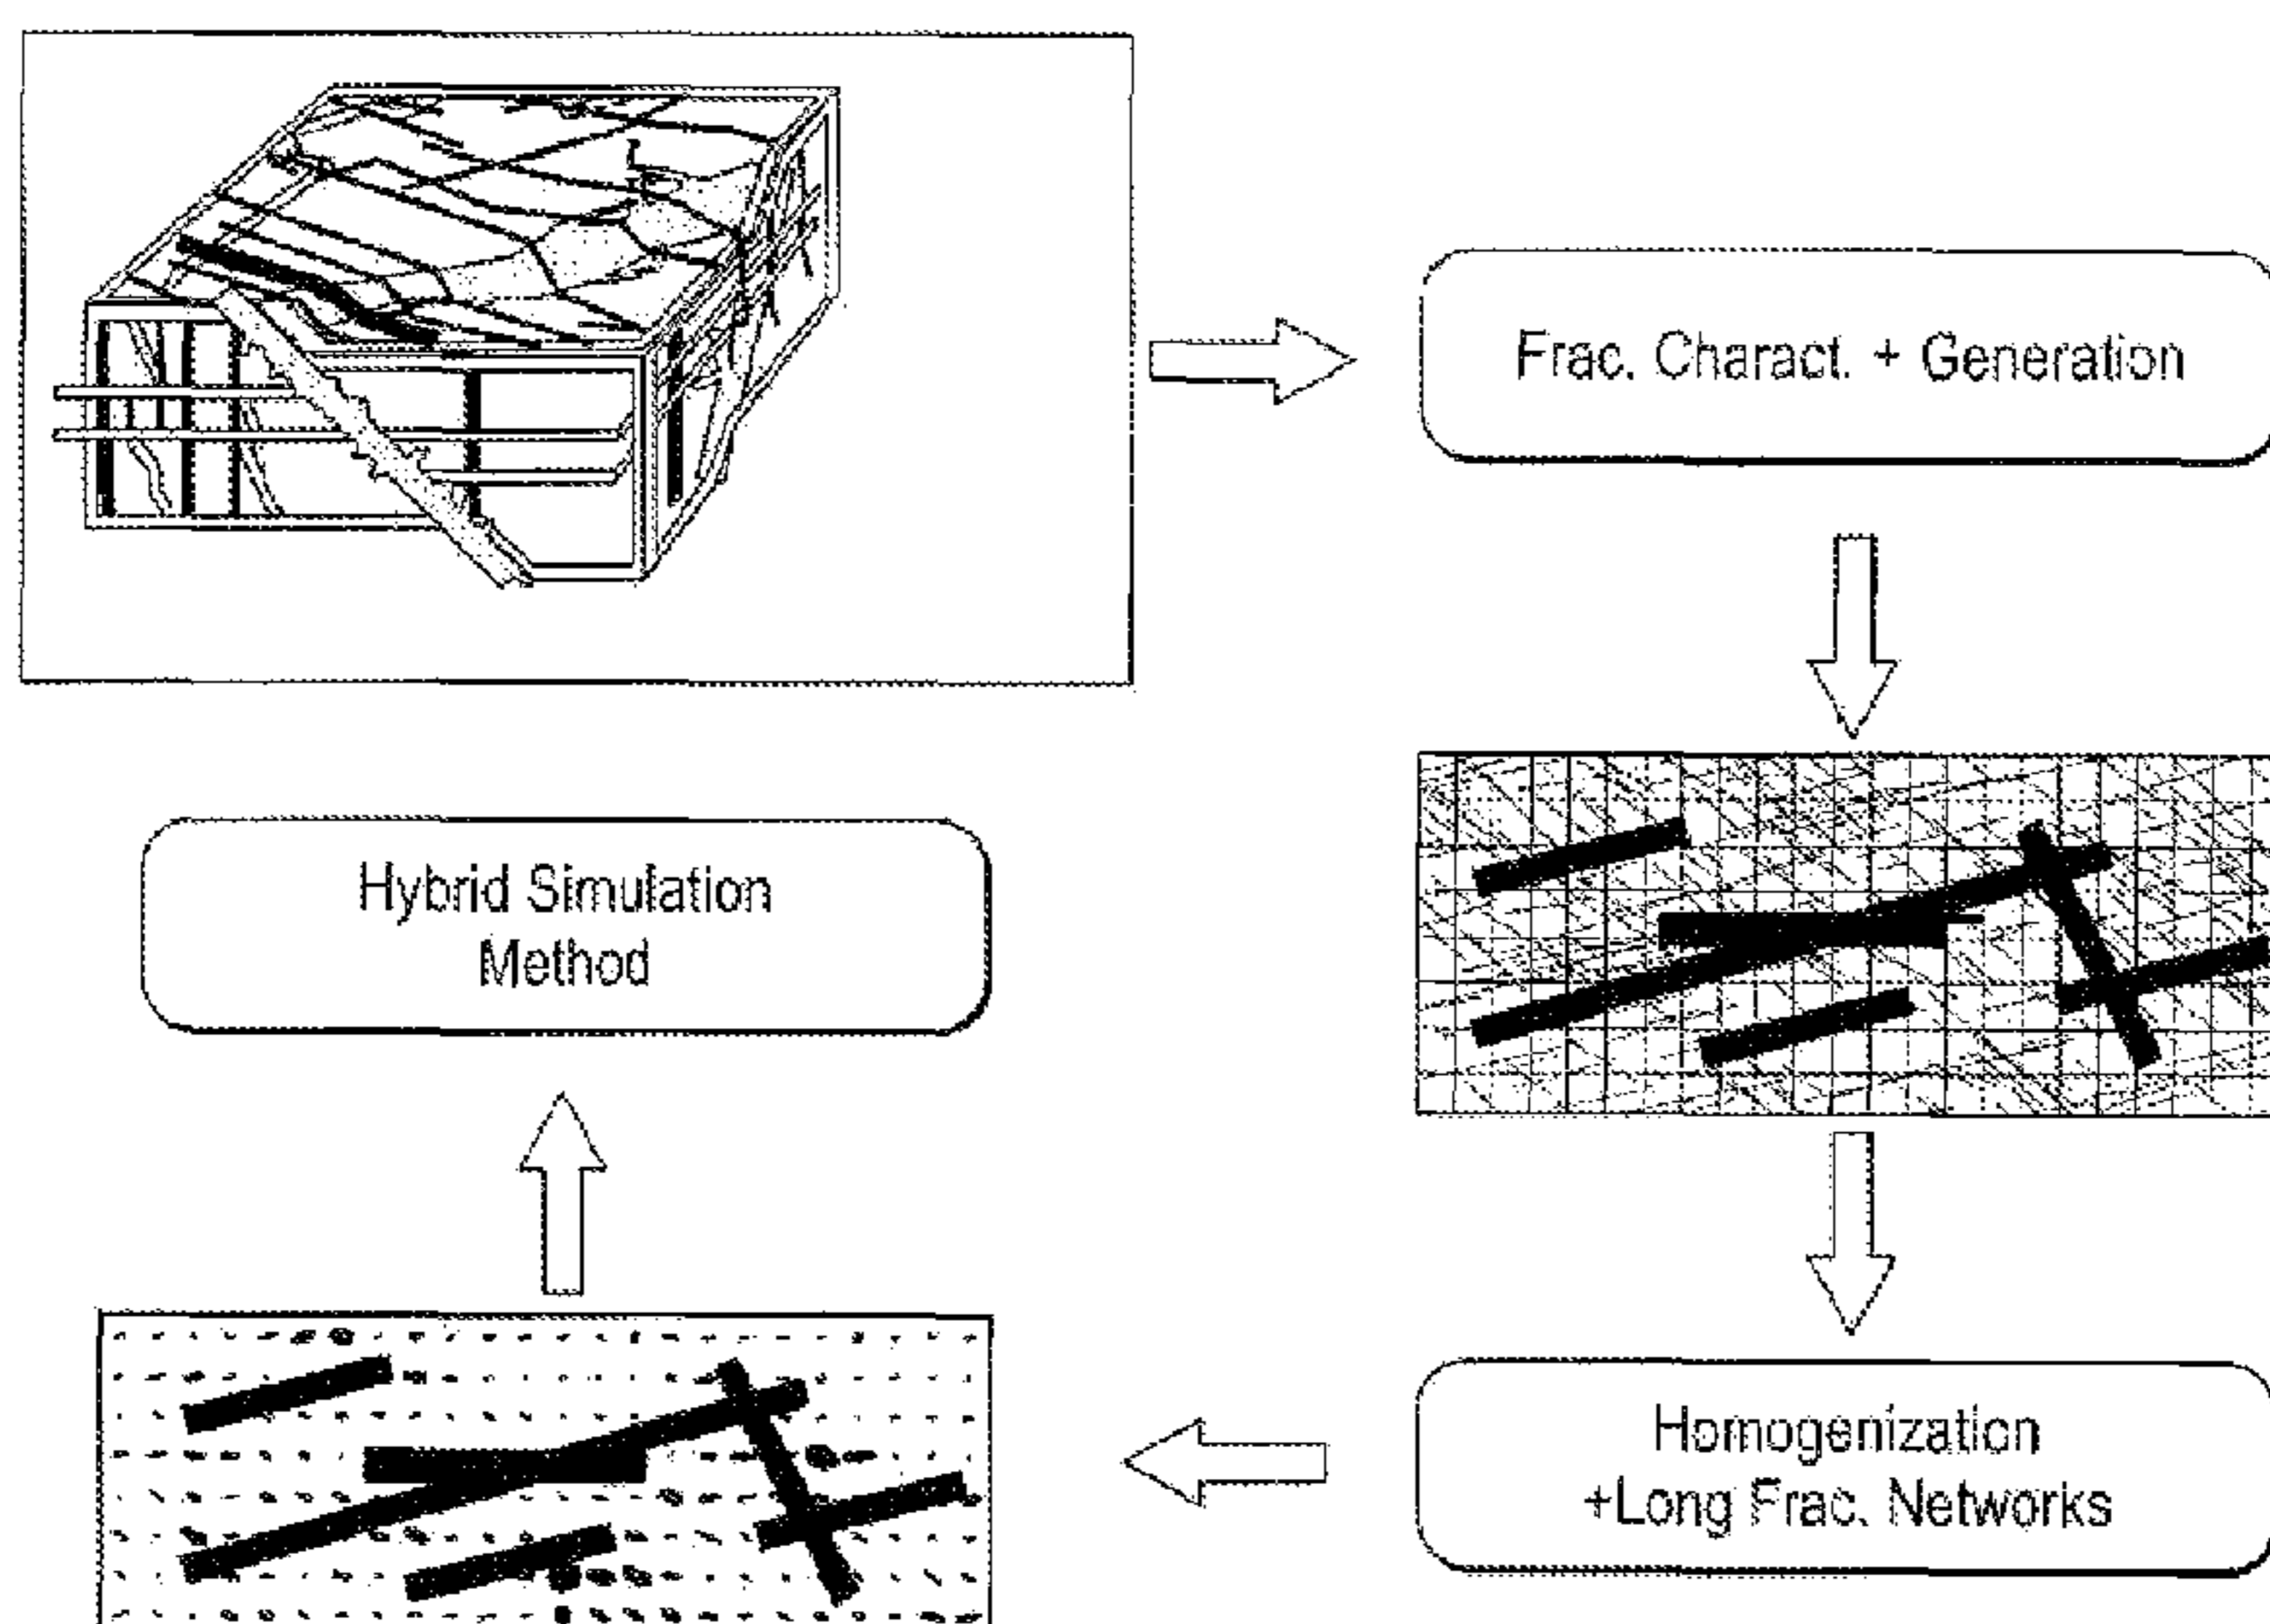 Frac. Charact. + Generation
Hybrid Simulation
Method
Homogenization
+Long Frac. Networks